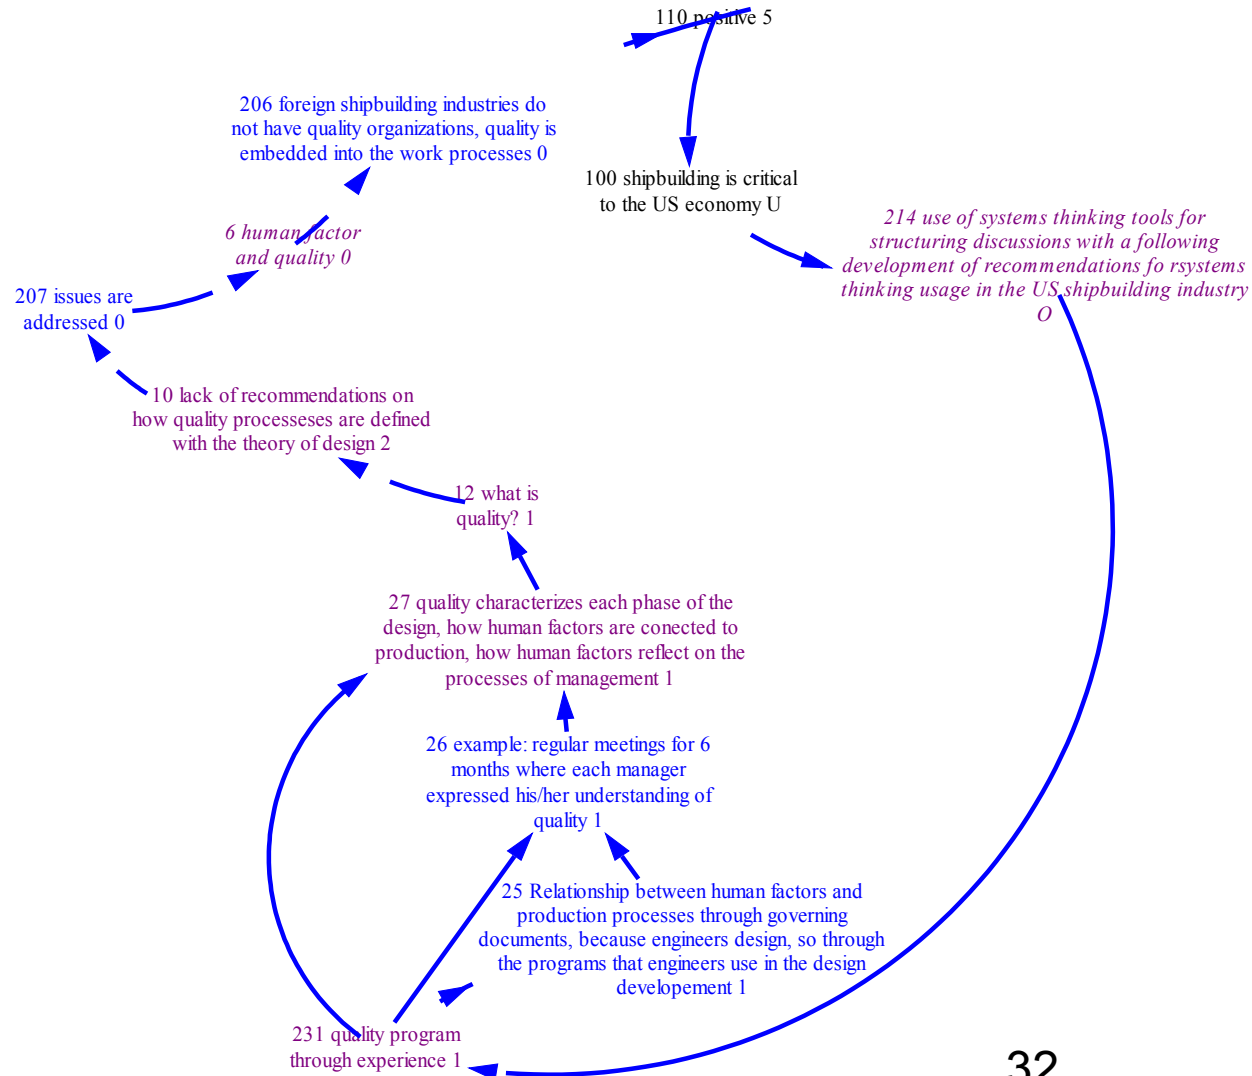 110 positive 5
206 foreign shipbuilding industries do
not have quality organizations, quality is
embedded into the work processes 0
100 shipbuilding is critical
to the US economy U
214 use of systems thinking tools for
structuring discussions with a following
development of recommendations fo rsystems
thinking usage in the US shipbuilding industry
O
6 human factor
and quality 0
207 issues are
addressed 0
10 lack of recommendations on
how quality processeses are defined
with the theory of design 2
12 what is
quality? 1
27 quality characterizes each phase of the
design, how human factors are conected to
production, how human factors reflect on the
processes of management 1
26 example: regular meetings for 6
months where each manager
expressed his/her understanding of
quality 1
25 Relationship between human factors and
production processes through governing
documents, because engineers design, so through
the programs that engineers use in the design
developement 1
231 quality program
through experience 1
32